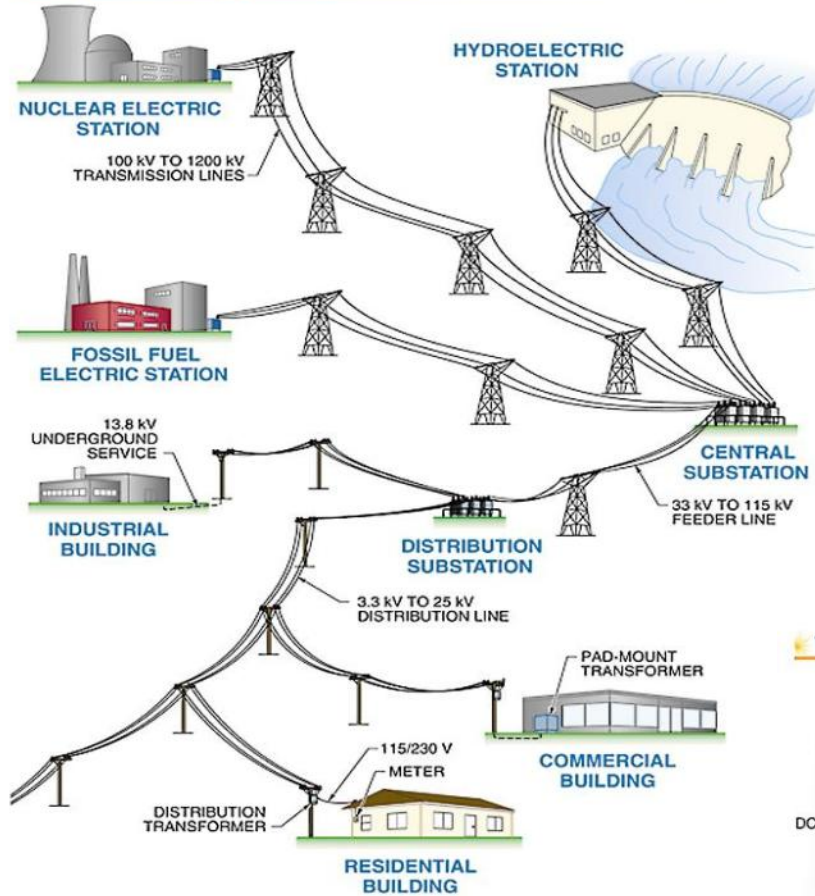 HYDROELECTRIC
STATION
NUCLEAR ELECTRIC
STATION
100 kV TO 1200 kV
TRANSMISSION LINES
FOSSIL FUEL
ELECTRIC STATION
13.8 kV
UNDERGROUND
SERVICE
CENTRAL
SUBSTATION
33 kV TO 115 kV
FEEDER LINE
INDUSTRIAL
BUILDING
DISTRIBUTION
SUBSTATION
3.3 kV TO 25 kV
DISTRIBUTION LINE
PAD-MOUNT
TRANSFORMER
115/230 V
METER
COMMERCIAL
BUILDING
DISTRIBUTION
TRANSFORMER
DO
RESIDENTIAL
BUILDING